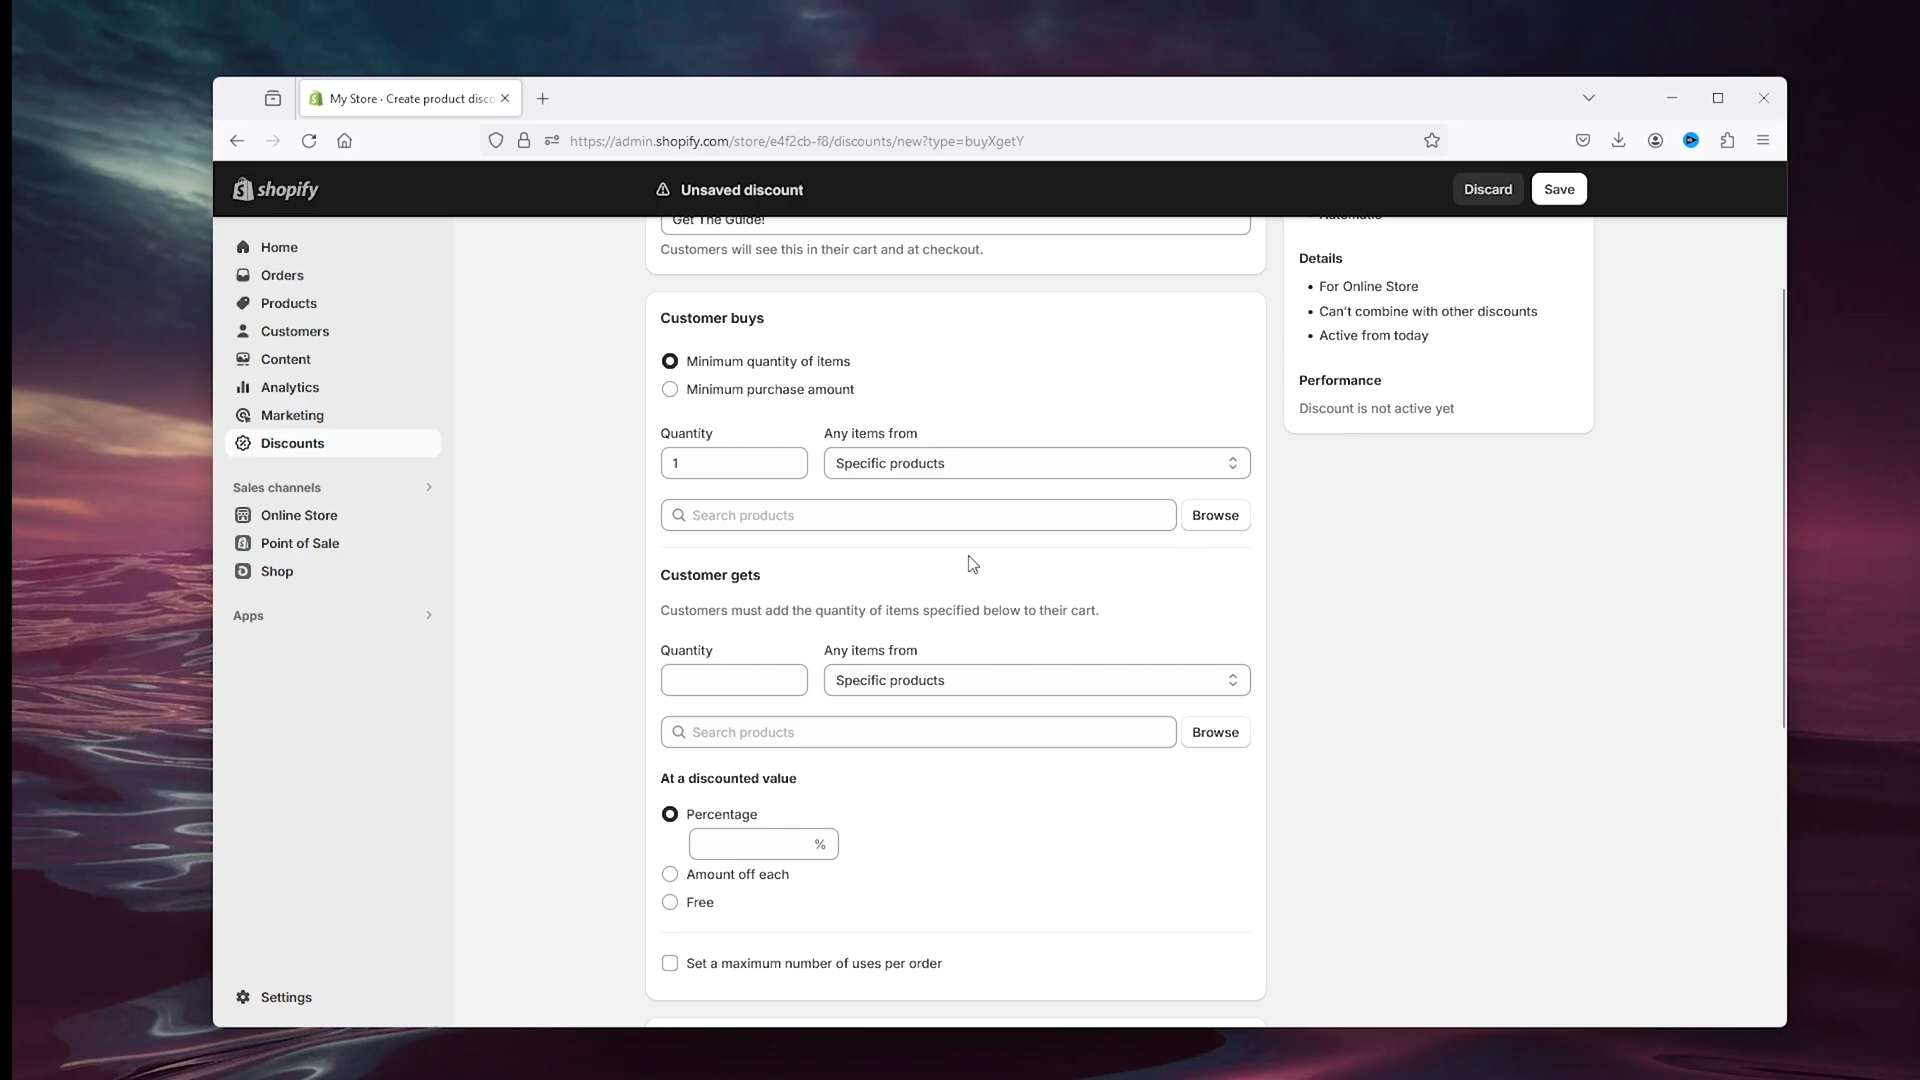 My Store · Create product disco
https://admin.shopify.com/store/e4f2cb-f8/discounts/new?type=buyXgetY
shopify
Unsaved discount
Discard
Save
Home
Orders
Products
Customers
Content
Analytics
Marketing
Discounts
Sales channels
Online Store
Point of Sale
Shop
Apps
Settings
Get The Guide!
Customers will see this in their cart and at checkout.
Customer buys
Minimum quantity of items
Minimum purchase amount
Quantity
Any items from
1
Specific products
Search products
Browse
Customer gets
Customers must add the quantity of items specified below to their cart.
Quantity
Any items from
Specific products
Search products
Browse
At a discounted value
Percentage
%
Amount off each
Free
Set a maximum number of uses per order
Automatic
Details
• For Online Store
• Can't combine with other discounts
• Active from today
Performance
Discount is not active yet